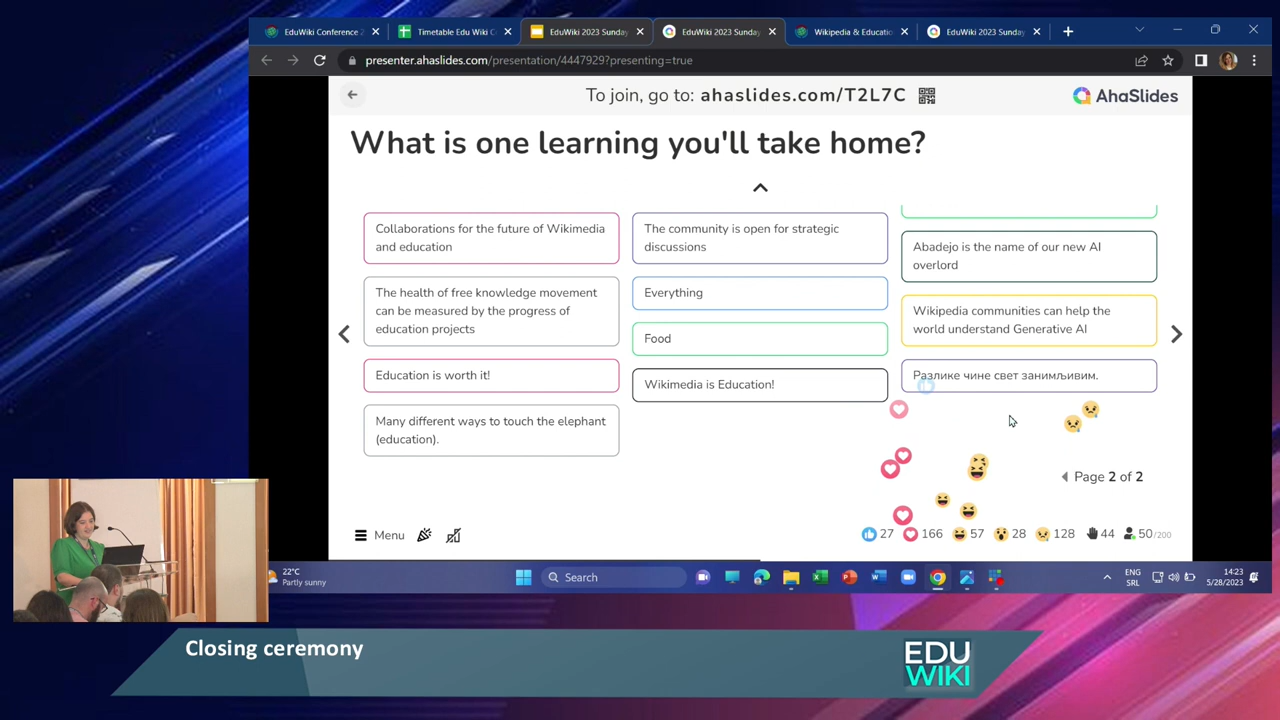 EduWiki Conference 2
Timetable Edu Wiki C
EduWiki 2023 Sunday
EduWiki 2023 Sunday
Wikipedia & Educatio
EduWiki 2023 Sunday
presenter.ahaslides.com/presentation/4447929?presenting=true
To join, go to: ahaslides.com/T2L7C
AhaSlides
What is one learning you'll take home?
Collaborations for the future of Wikimedia
and education
The health of free knowledge movement
can be measured by the progress of
education projects
Education is worth it!
Many different ways to touch the elephant
(education).
The community is open for strategic
discussions
Everything
Food
Wikimedia is Education!
Abadejo is the name of our new AI
overlord
Wikipedia communities can help the
world understand Generative AI
Разлике чине свет занимљивим.
Page 2 of 2
Menu
27 166 57 28 128 44 50/200
22°C
Partly sunny
Search
ENG
SRL
14:23
5/28/2023
Closing ceremony
EDU
WIKI